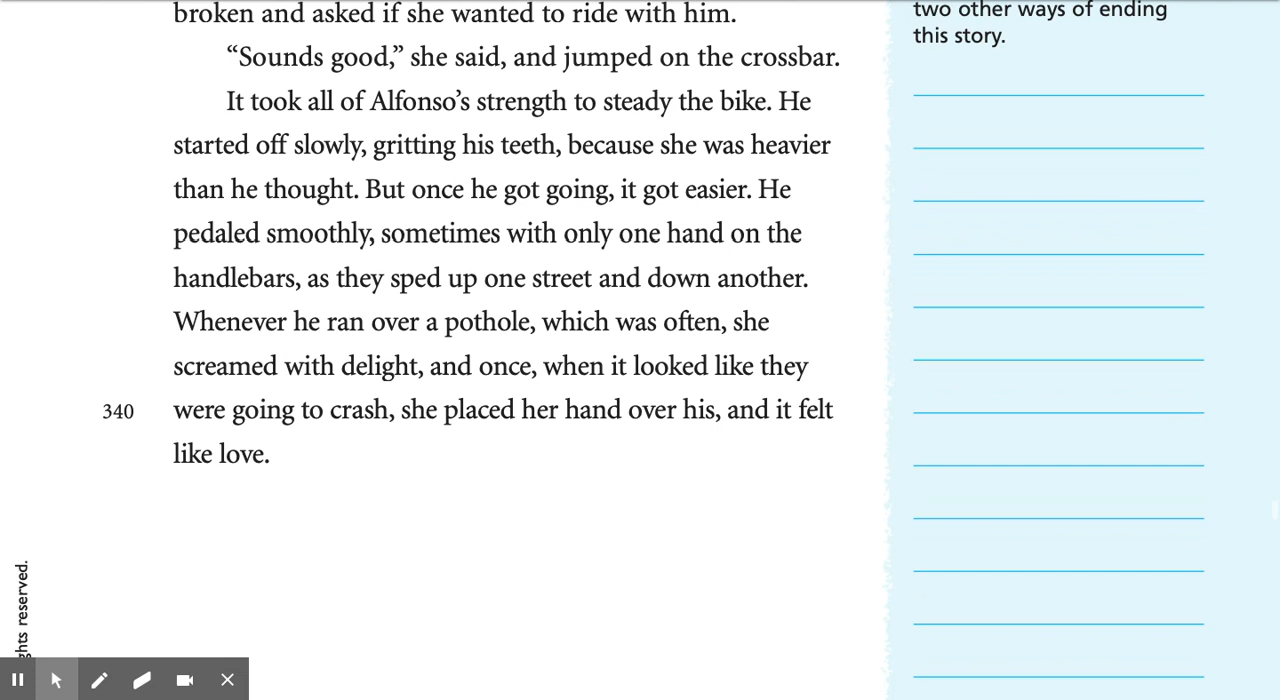 broken and asked if she wanted to ride with him.
“Sounds good,” she said, and jumped on the crossbar.
It took all of Alfonso’s strength to steady the bike. He
started off slowly, gritting his teeth, because she was heavier
than he thought. But once he got going, it got easier. He
pedaled smoothly, sometimes with only one hand on the
handlebars, as they sped up one street and down another.
Whenever he ran over a pothole, which was often, she
screamed with delight, and once, when it looked like they
340 were going to crash, she placed her hand over his, and it felt
like love.
two other ways of ending
this story.
hts reserved.